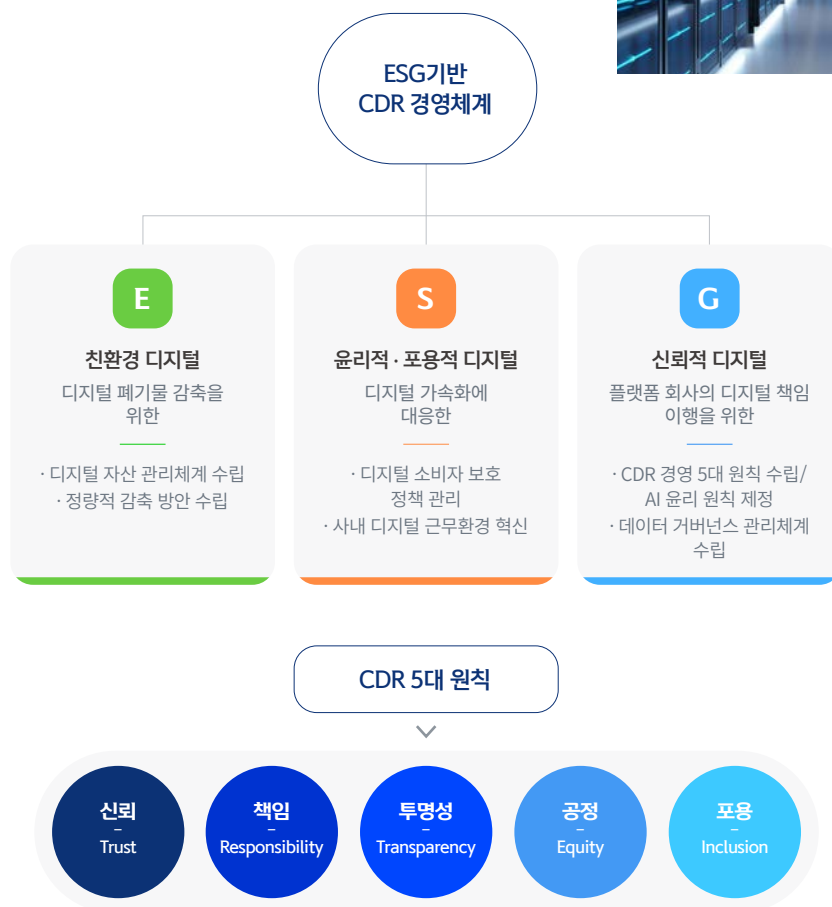 ESG기반
CDR 경영체계
E
친환경 디지털
디지털 폐기물 감축을
위한
· 디지털 자산 관리체계 수립
· 정량적 감축 방안 수립
S
윤리적 · 포용적 디지털
디지털 가속화에
대응한
· 디지털 소비자 보호
정책 관리
· 사내 디지털 근무환경 혁신
G
신뢰적 디지털
플랫폼 회사의 디지털 책임
이행을 위한
· CDR 경영 5대 원칙 수립/
AI 윤리 원칙 제정
· 데이터 거버넌스 관리체계
수립
CDR 5대 원칙
신뢰
–
Trust
책임
–
Responsibility
투명성
–
Transparency
공정
–
Equity
포용
–
Inclusion